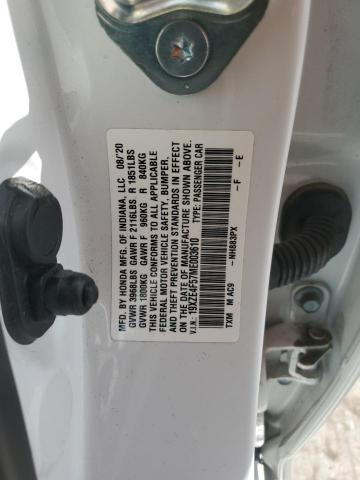 MFD. BY HONDA MFG. OF INDIANA, LLC 08/20
GVWR 3968LBS GAWR F 2116LBS R 1851LBS
GVWR 1800KG GAWR F 960KG R 840KG
THIS VEHICLE CONFORMS TO ALL APPLICABLE
FEDERAL MOTOR VEHICLE SAFETY, BUMPER,
AND THEFT PREVENTION STANDARDS IN EFFECT
ON THE DATE OF MANUFACTURE SHOWN ABOVE.
V.I.N.: 19XZE4F57ME003610 TYPE: PASSENGER CAR
-NH883PX -F -E
TXM M AC9